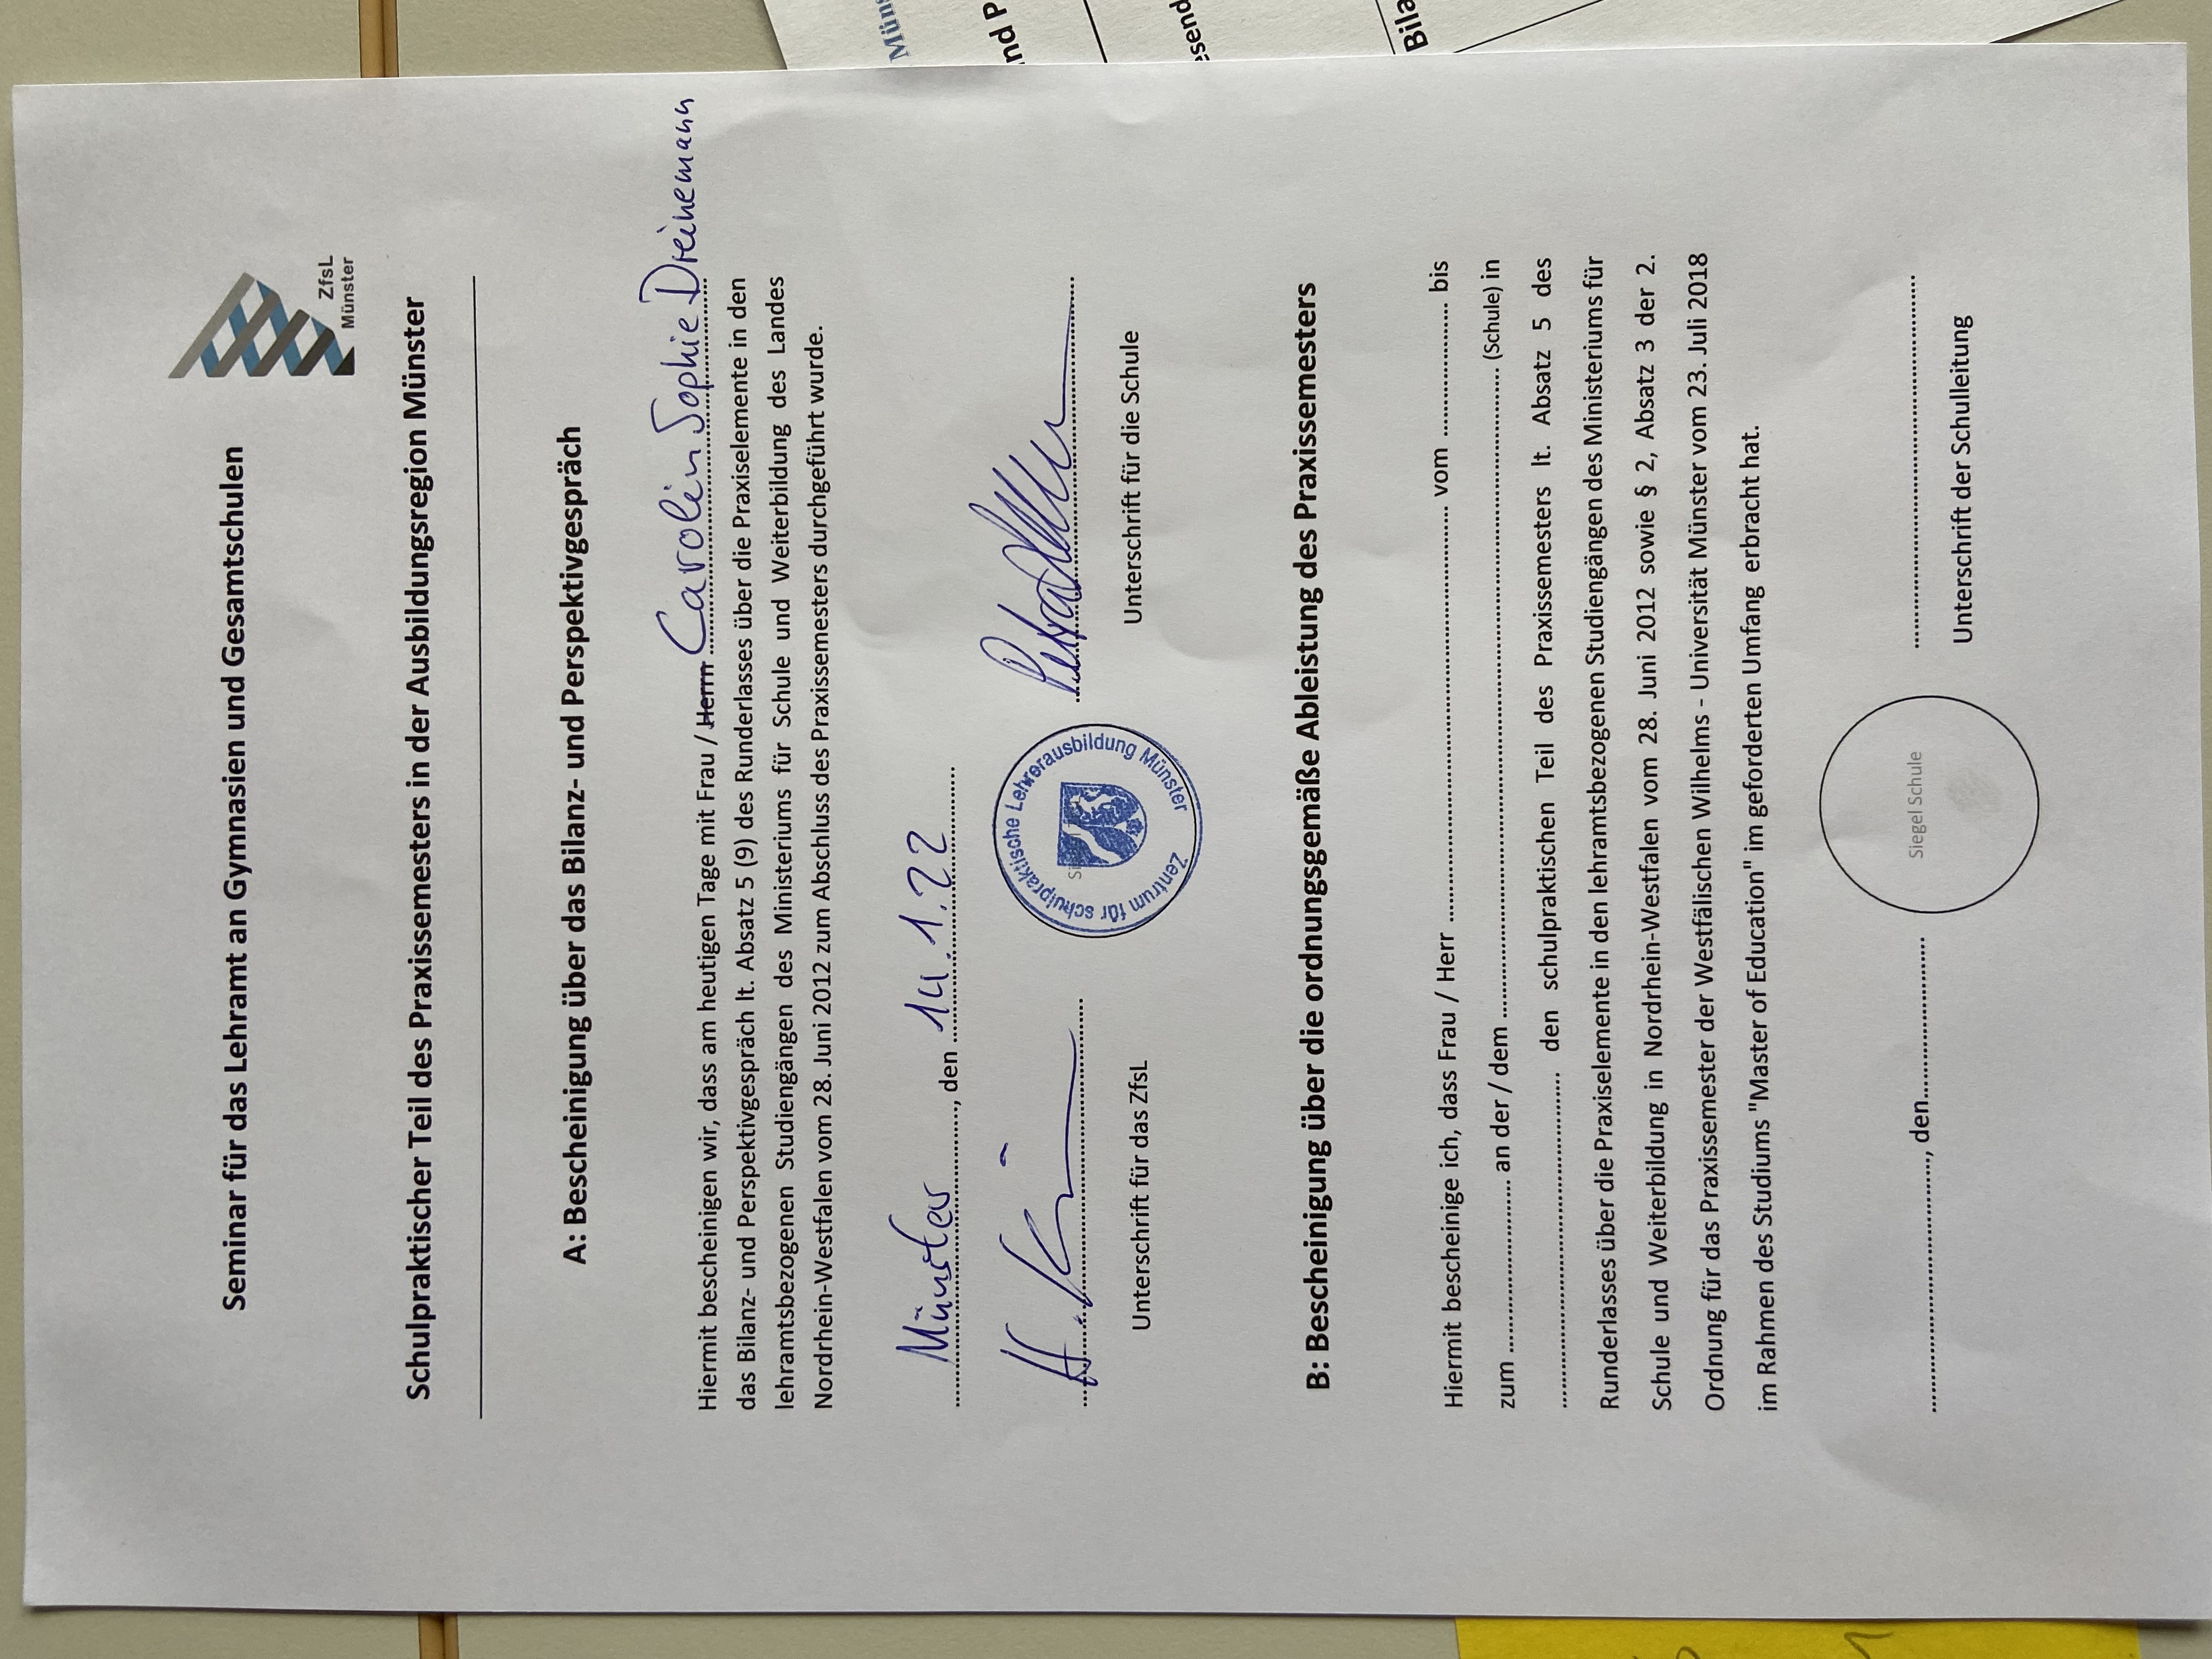 Seminar für das Lehramt an Gymnasien und Gesamtschulen
ZfsL
Münster
Schulpraktischer Teil des Praxissemesters in der Ausbildungsregion Münster
A: Bescheinigung über das Bilanz- und Perspektivgespräch
Hiermit bescheinigen wir, dass am heutigen Tage mit Frau / Herrn Carolin Sophie Dreinemann
das Bilanz- und Perspektivgespräch lt. Absatz 5 (9) des Runderlasses über die Praxiselemente in den
lehramtsbezogenen Studiengängen des Ministeriums für Schule und Weiterbildung des Landes
Nordrhein-Westfalen vom 28. Juni 2012 zum Abschluss des Praxissemesters durchgeführt wurde.
Münster, den 14.1.22
Zentrum für schulpraktische Lehrerausbildung Münster
Unterschrift für das ZfsL
Unterschrift für die Schule
B: Bescheinigung über die ordnungsgemäße Ableistung des Praxissemesters
Hiermit bescheinige ich, dass Frau / Herr ........................ vom ............ bis
zum ............ an der / dem ........................ (Schule) in
........................ den schulpraktischen Teil des Praxissemesters lt. Absatz 5 des
Runderlasses über die Praxiselemente in den lehramtsbezogenen Studiengängen des Ministeriums für
Schule und Weiterbildung in Nordrhein-Westfalen vom 28. Juni 2012 sowie § 2, Absatz 3 der 2.
Ordnung für das Praxissemester der Westfälischen Wilhelms - Universität Münster vom 23. Juli 2018
im Rahmen des Studiums "Master of Education" im geforderten Umfang erbracht hat.
........................, den............
Siegel Schule
Unterschrift der Schulleitung